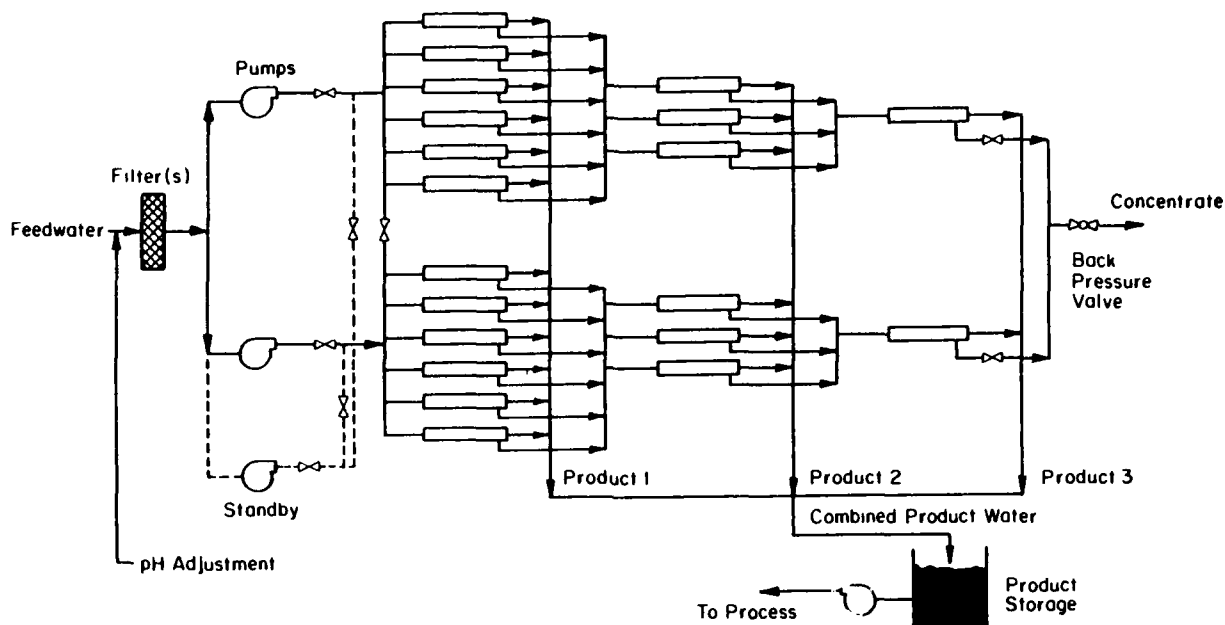 Pumps
Filter(s)
Feedwater
Concentrate
Back
Pressure
Valve
Standby
Product 1
Product 2
Product 3
Combined Product Water
pH Adjustment
To Process
Product
Storage